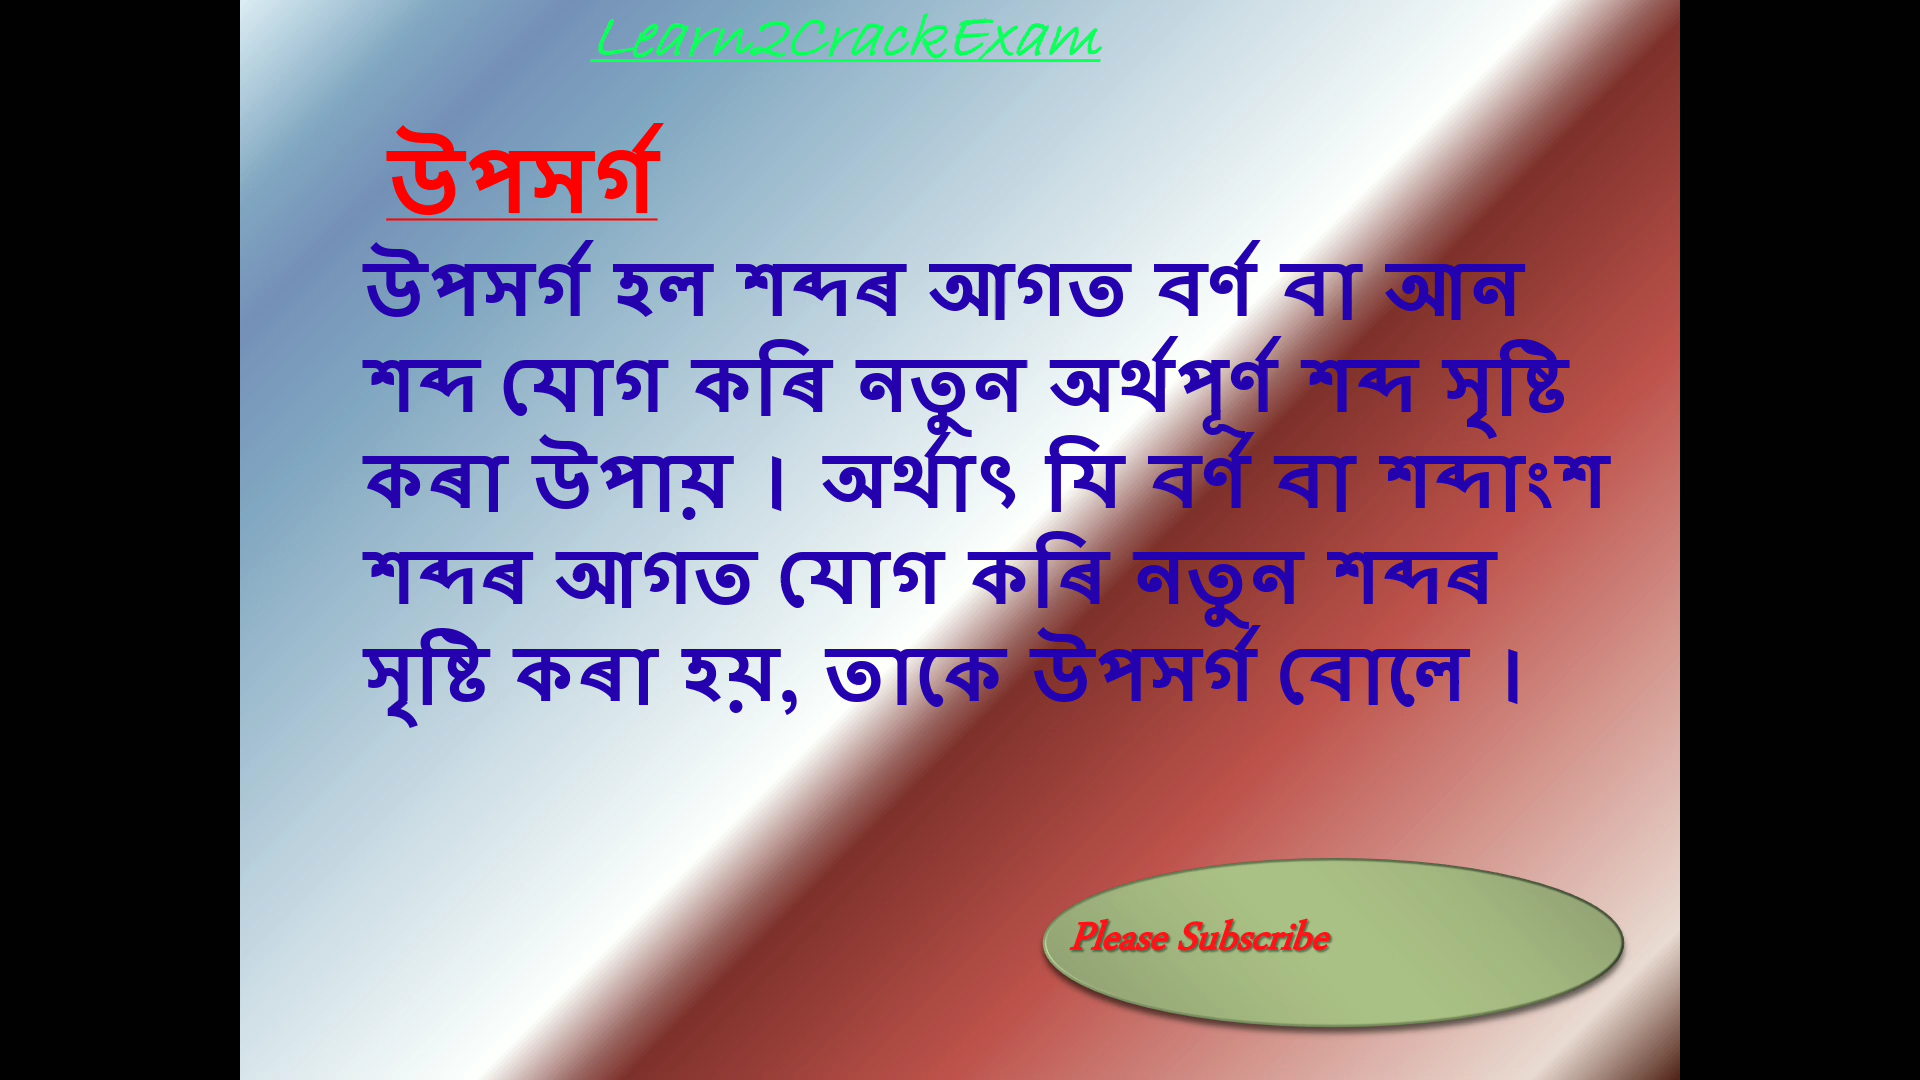 Learn2CrackExam
উপসৰ্গ
উপসৰ্গ হল শব্দৰ আগত বৰ্ণ বা আন
শব্দ যোগ কৰি নতুন অৰ্থপূৰ্ণ শব্দ সৃষ্টি
কৰা উপায় । অৰ্থাৎ যি বৰ্ণ বা শব্দাংশ
শব্দৰ আগত যোগ কৰি নতুন শব্দৰ
সৃষ্টি কৰা হয়, তাকে উপসৰ্গ বোলে ।
Please Subscribe